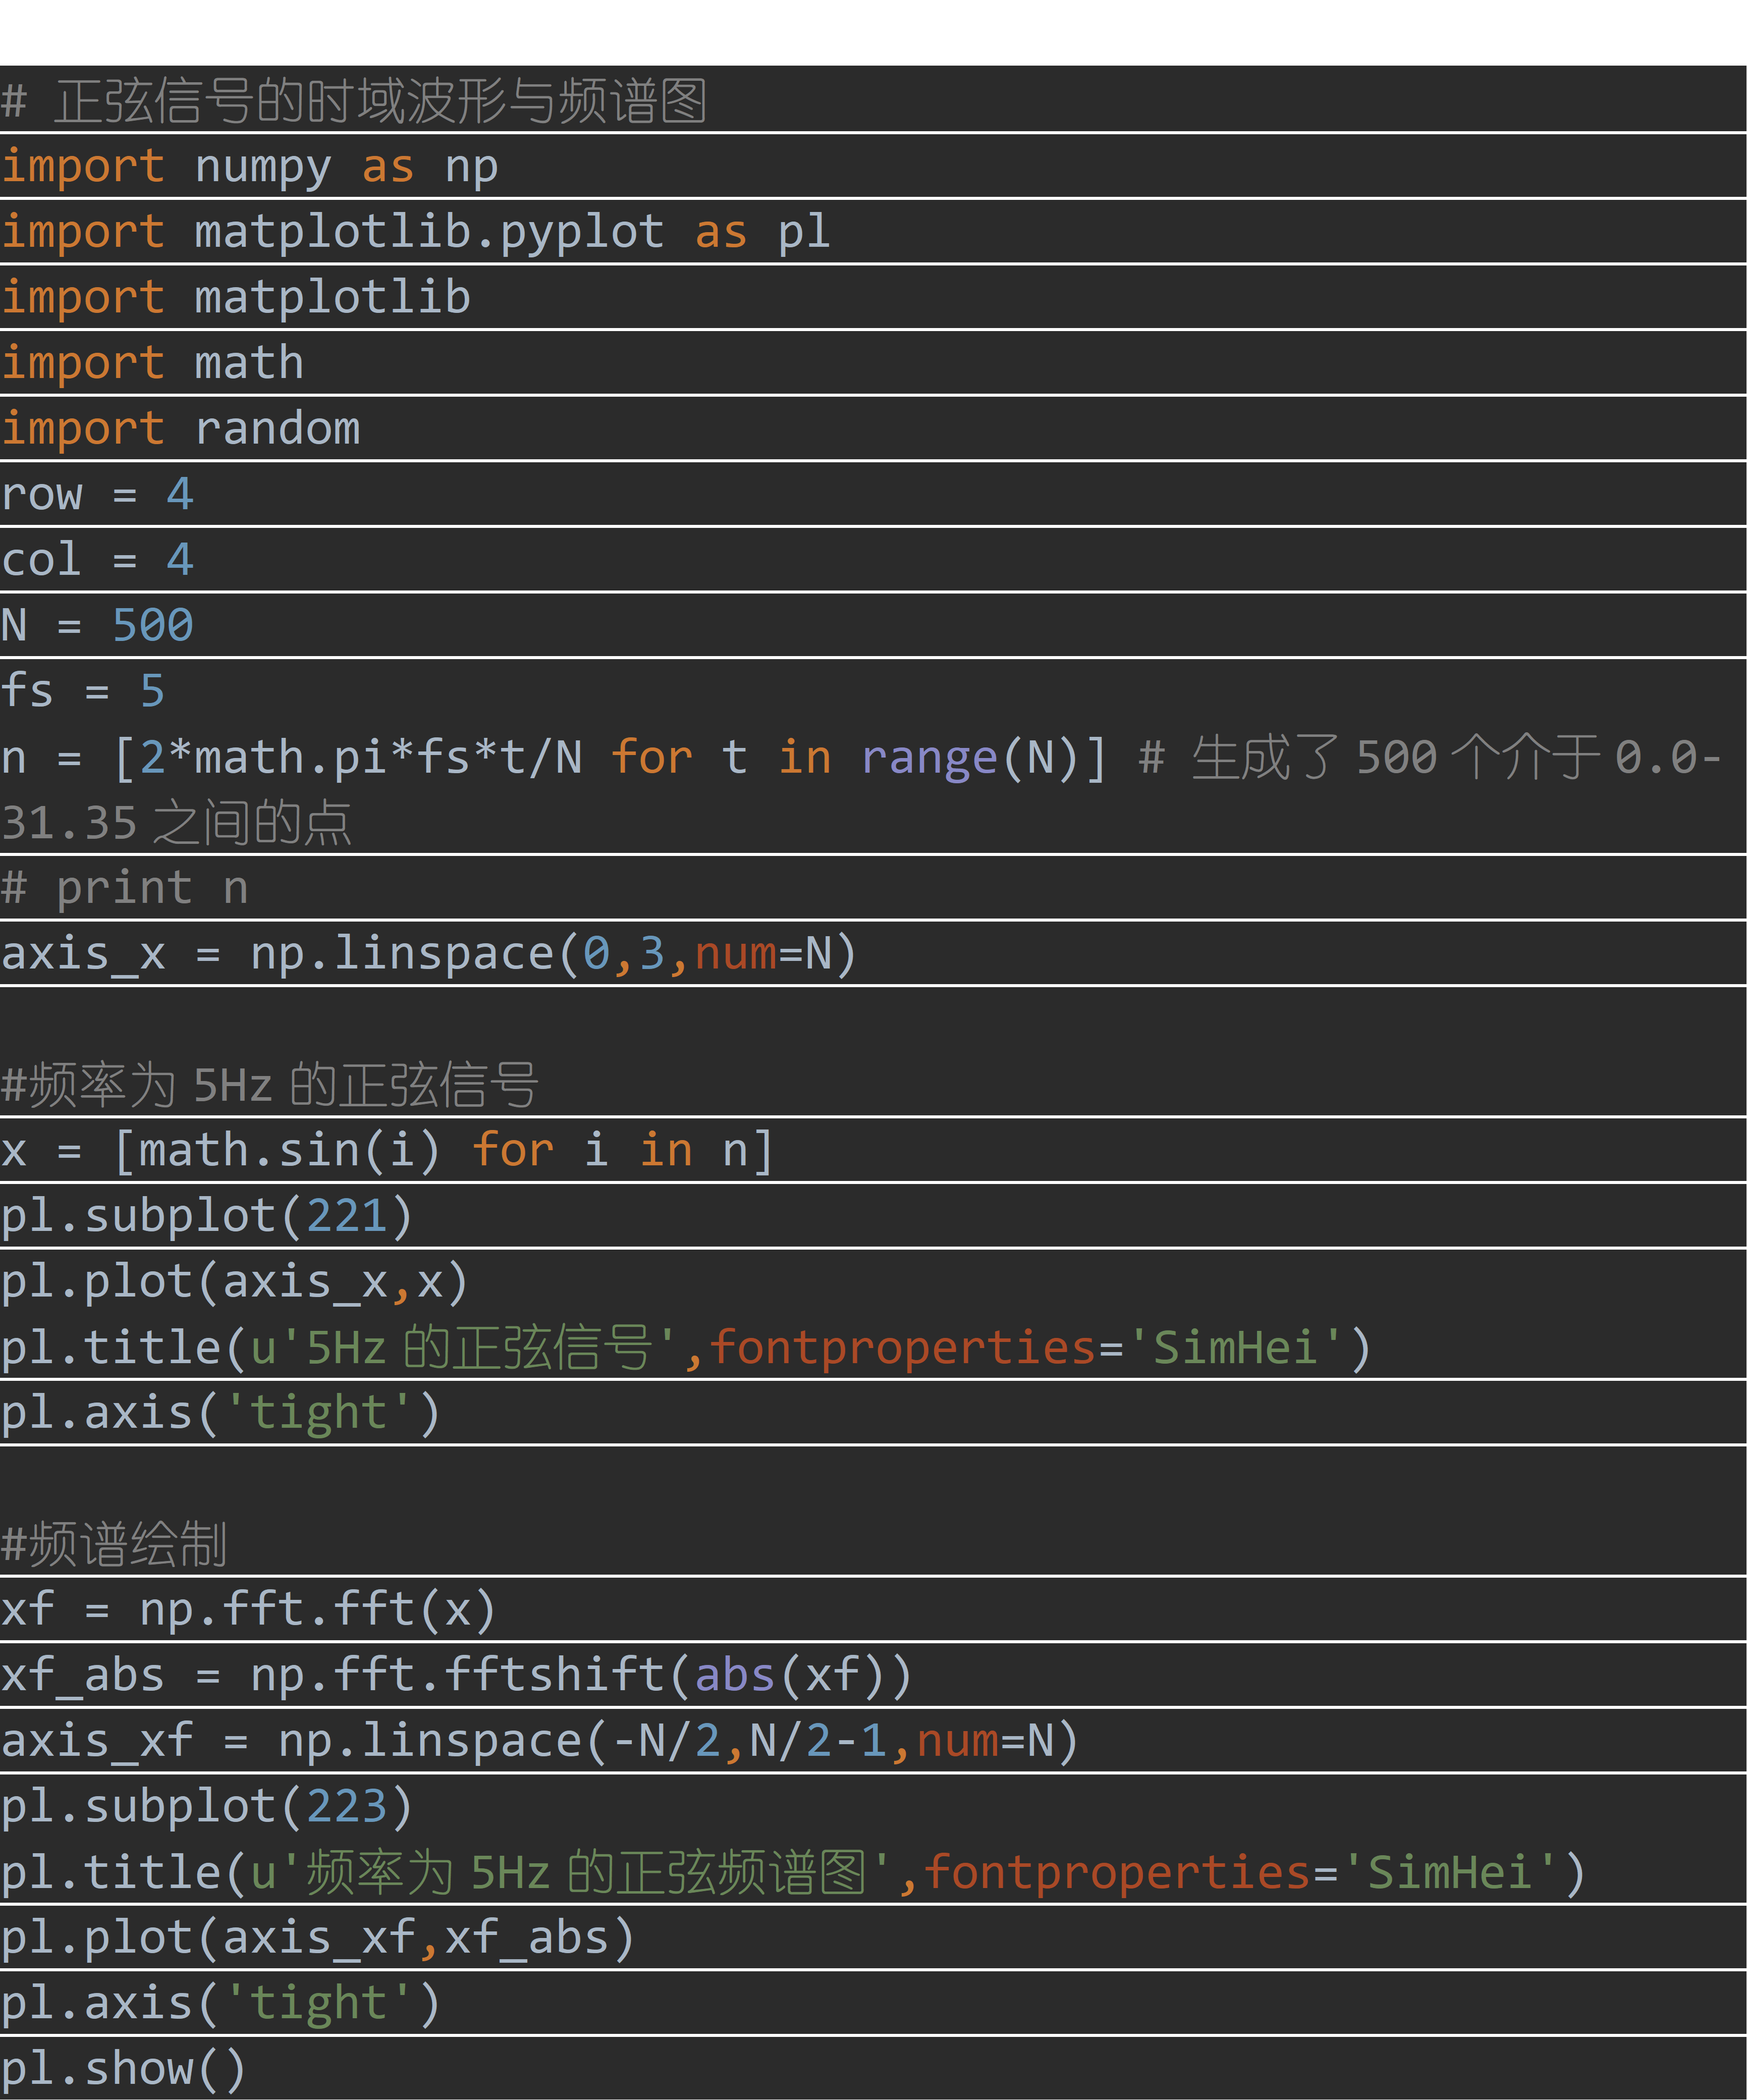 # 正弦信号的时域波形与频谱图
import numpy as np
import matplotlib.pyplot as pl
import matplotlib
import math
import random
row = 4
col = 4
N = 500
fs = 5
n = [2*math.pi*fs*t/N for t in range(N)] # 生成了 500 个介于 0.0-
31.35 之间的点
# print n
axis_x = np.linspace(0,3,num=N)
#频率为 5Hz 的正弦信号
x = [math.sin(i) for i in n]
pl.subplot(221)
pl.plot(axis_x,x)
pl.title(u'5Hz 的正弦信号',fontproperties='SimHei')
pl.axis('tight')
#频谱绘制
xf = np.fft.fft(x)
xf_abs = np.fft.fftshift(abs(xf))
axis_xf = np.linspace(-N/2,N/2-1,num=N)
pl.subplot(223)
pl.title(u'频率为 5Hz 的正弦频谱图',fontproperties='SimHei')
pl.plot(axis_xf,xf_abs)
pl.axis('tight')
pl.show()